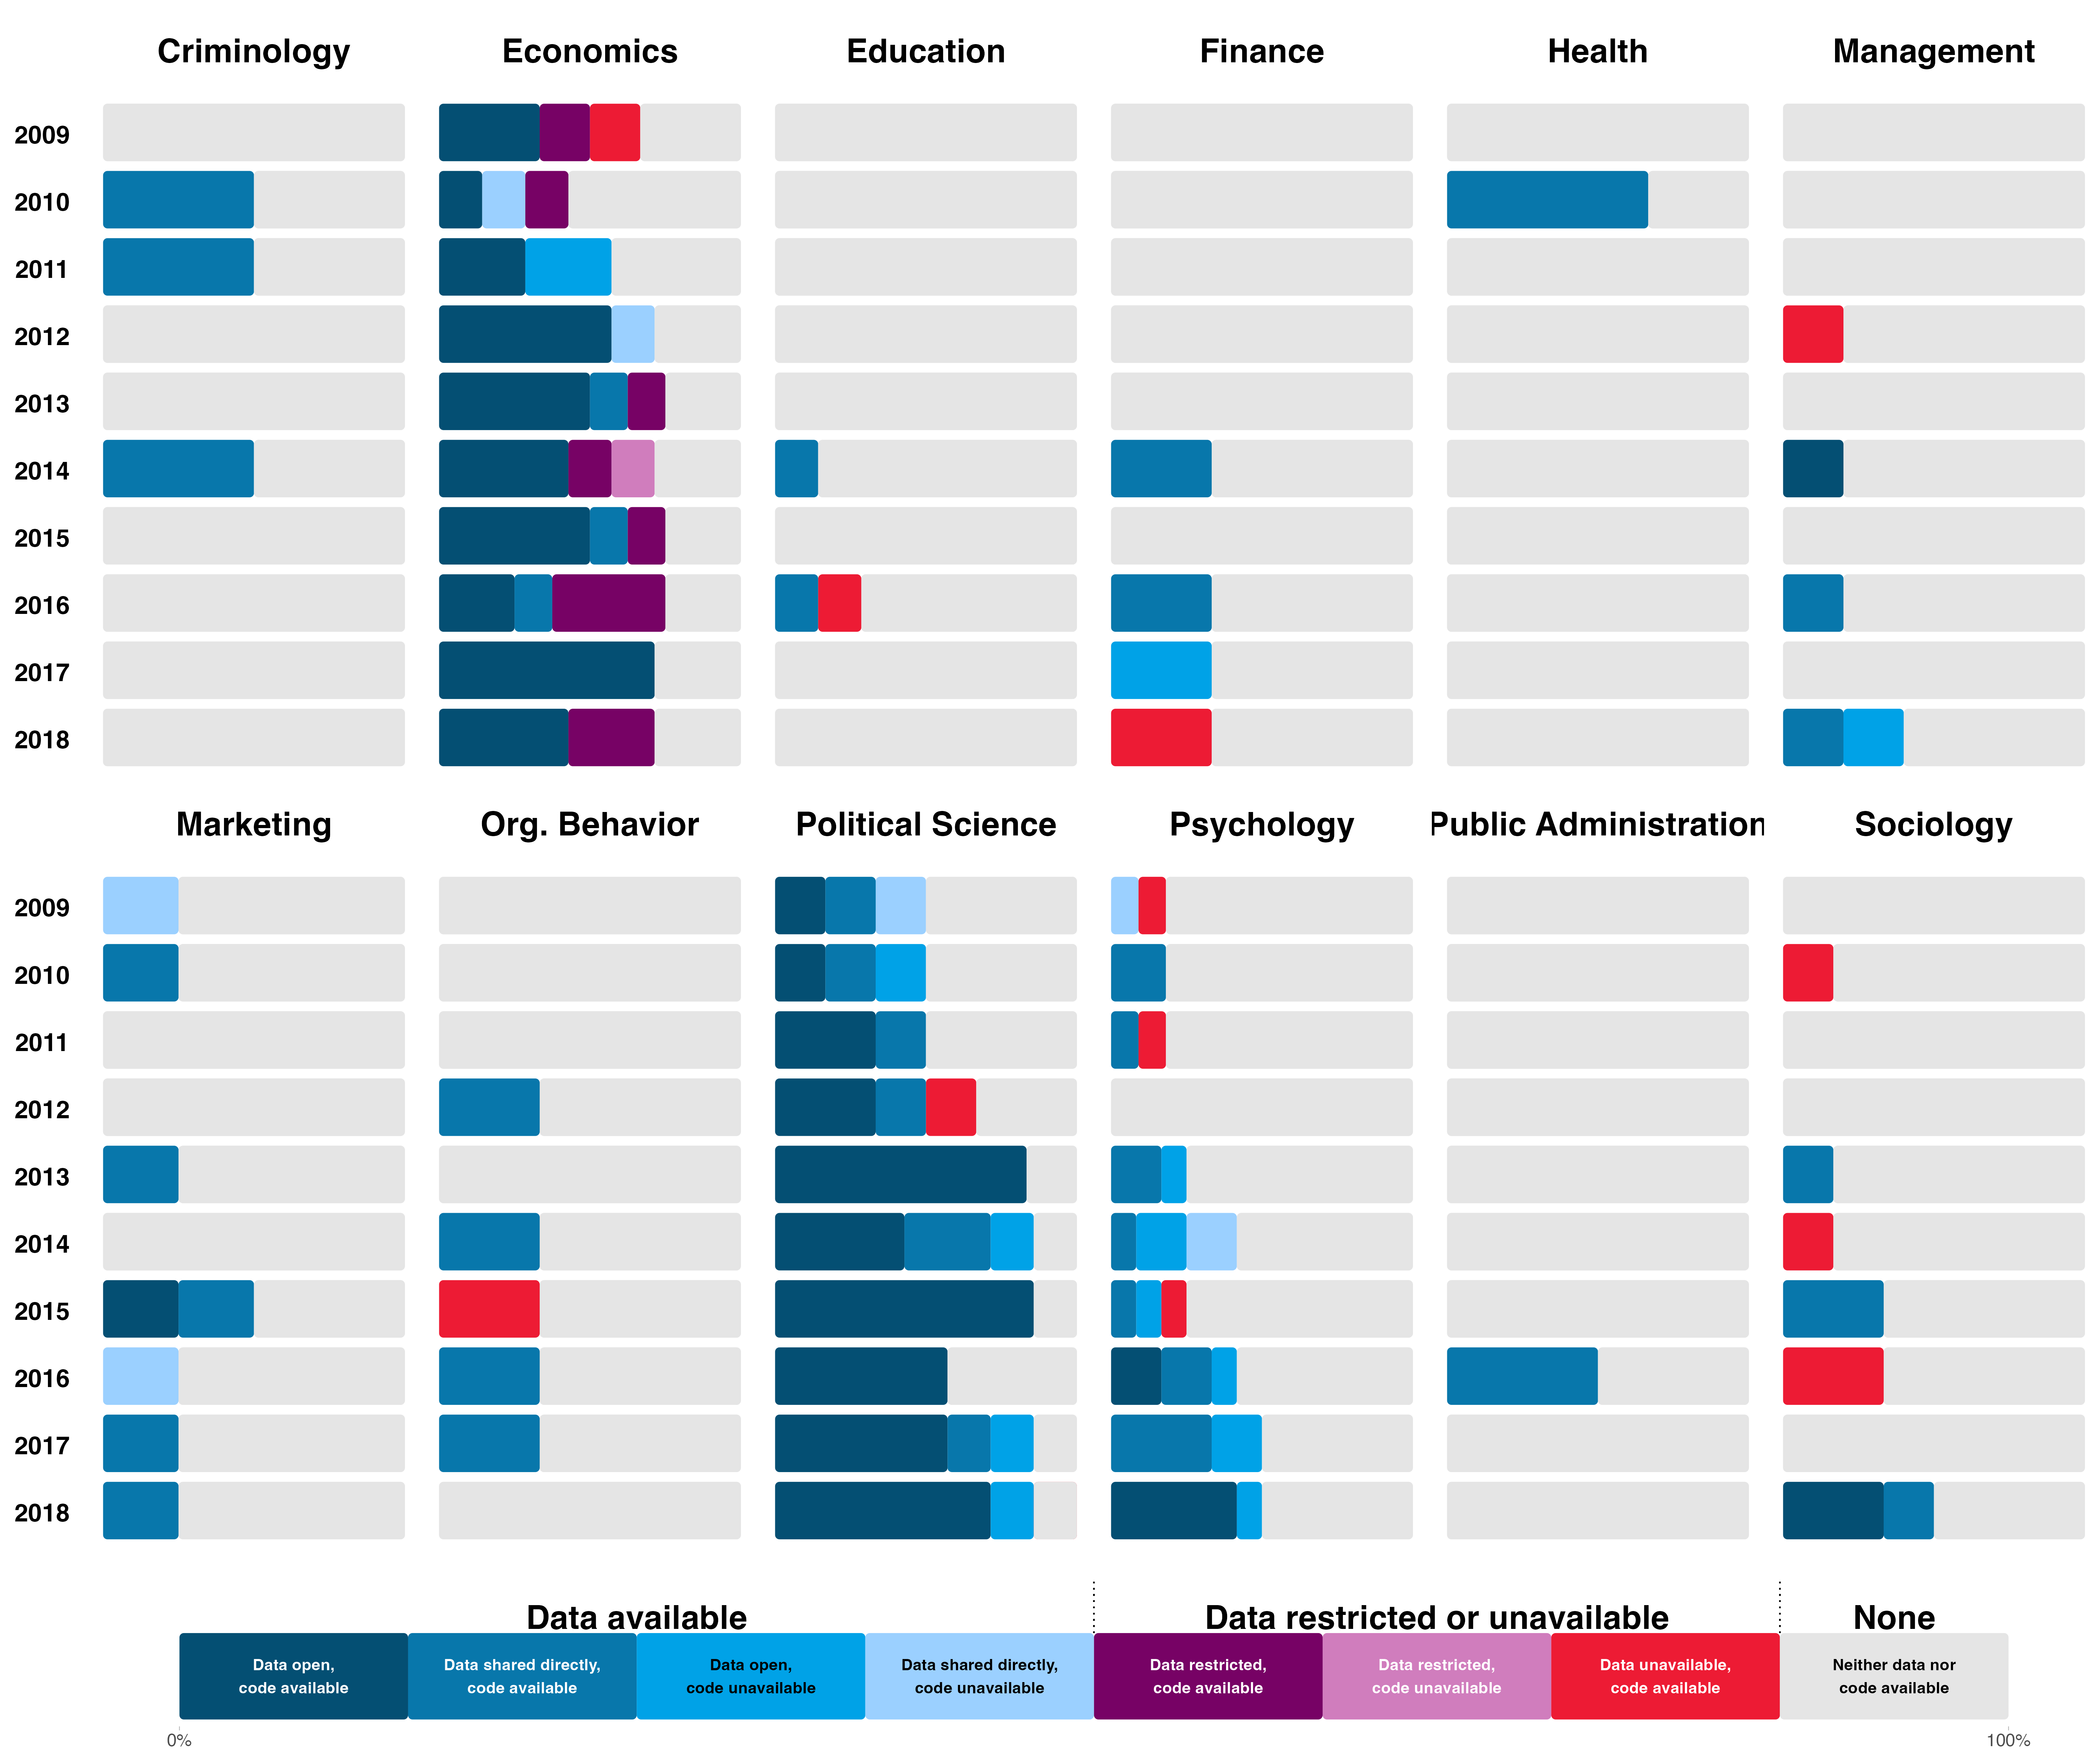 Criminology Economics Education Finance Health Management
2009
2010
2011
2012
2013
2014
2015
2016
2017
2018
Marketing Org. Behavior Political Science Psychology Public Administration Sociology
2009
2010
2011
2012
2013
2014
2015
2016
2017
2018
Data available Data restricted or unavailable None
Data open,
code available
Data shared directly,
code available
Data open,
code unavailable
Data shared directly,
code unavailable
Data restricted,
code available
Data restricted,
code unavailable
Data unavailable,
code available
Neither data nor
code available
0% 100%